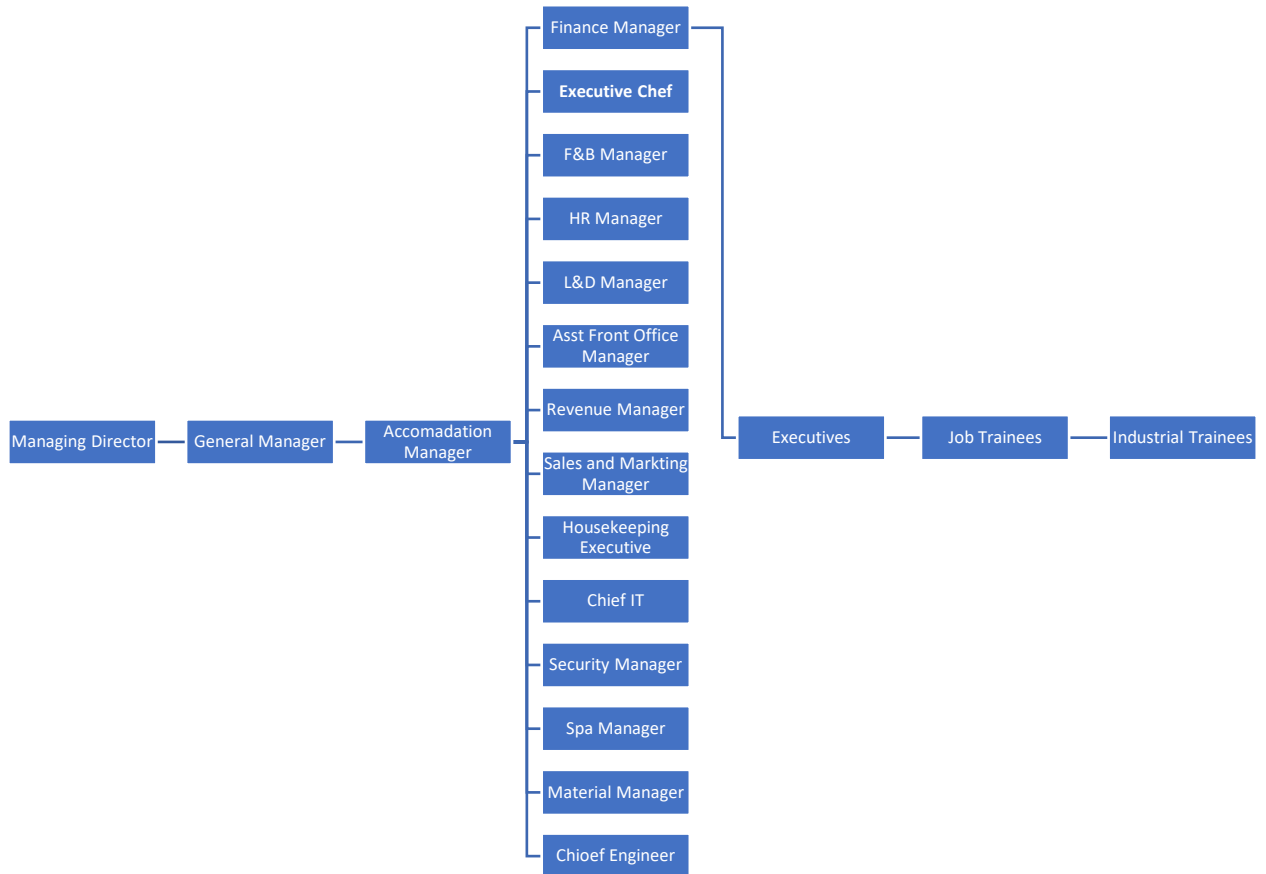 Finance Manager
Executive Chef
F&B Manager
HR Manager
L&D Manager
Asst Front Office
Manager
Revenue Manager
Managing Director
General Manager
Accomadation
Manager
Executives
Job Trainees
Industrial Trainees
Sales and Markting
Manager
Housekeeping
Executive
Chief IT
Security Manager
Spa Manager
Material Manager
Chioef Engineer